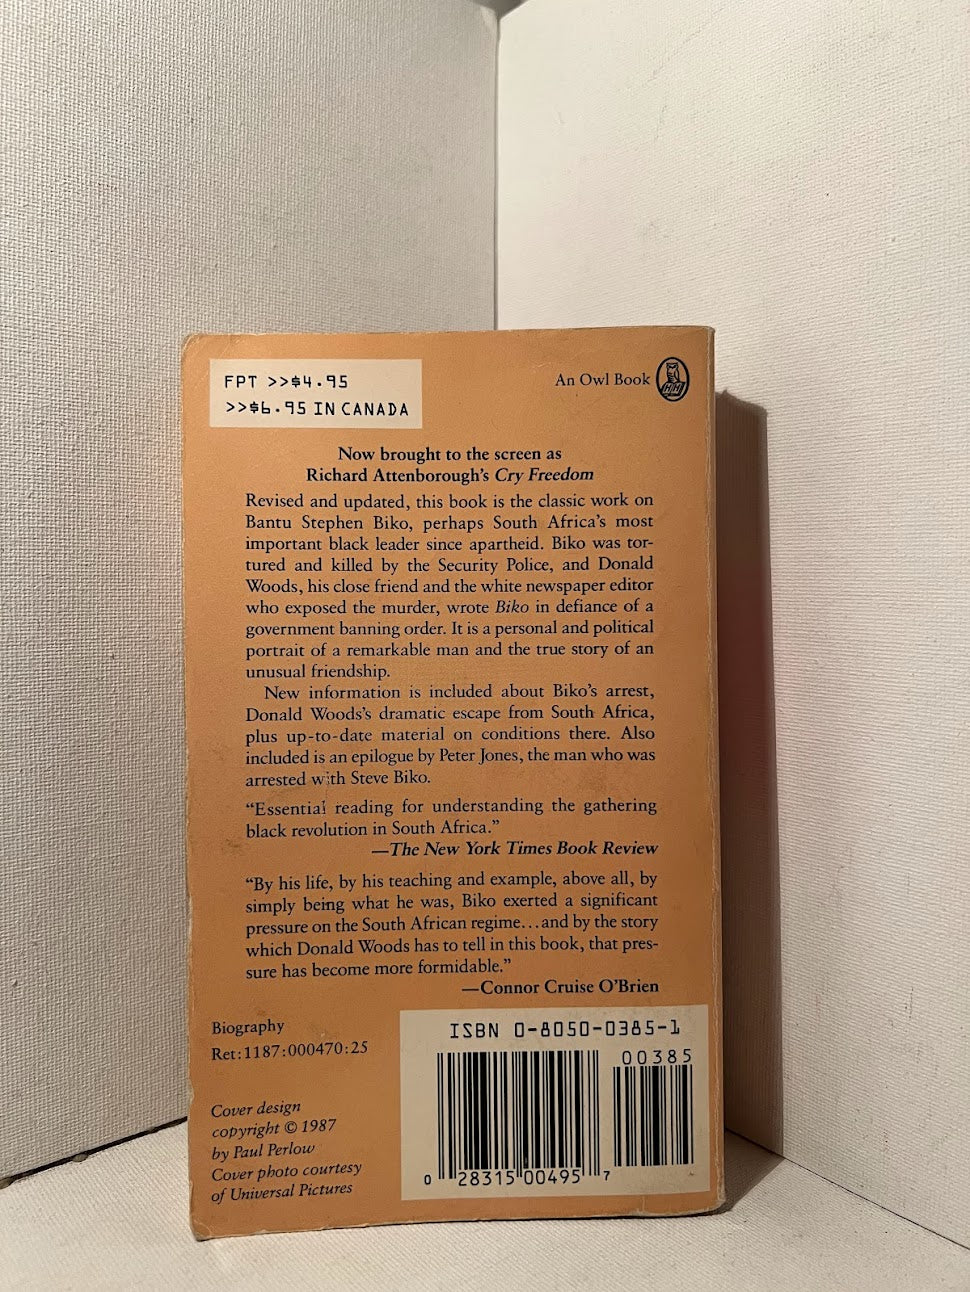 FPT >>$4.95
>>$6.95 IN CANADA
An Owl Book
Now brought to the screen as
Richard Attenborough's Cry Freedom
Revised and updated, this book is the classic work on
Bantu Stephen Biko, perhaps South Africa's most
important black leader since apartheid. Biko was tor-
tured and killed by the Security Police, and Donald
Woods, his close friend and the white newspaper editor
who exposed the murder, wrote Biko in defiance of a
government banning order. It is a personal and political
portrait of a remarkable man and the true story of an
unusual friendship.
New information is included about Biko's arrest,
Donald Woods's dramatic escape from South Africa,
plus up-to-date material on conditions there. Also
included is an epilogue by Peter Jones, the man who was
arrested with Steve Biko.
“Essential reading for understanding the gathering
black revolution in South Africa.”
—The New York Times Book Review
“By his life, by his teaching and example, above all, by
simply being what he was, Biko exerted a significant
pressure on the South African regime...and by the story
which Donald Woods has to tell in this book, that pres-
sure has become more formidable.”
—Connor Cruise O'Brien
Biography
Ret:1187:000470:25
Cover design
copyright © 1987
by Paul Perlow
Cover photo courtesy
of Universal Pictures
ISBN 0-8050-0385-1
00385
0 28315 00495 7